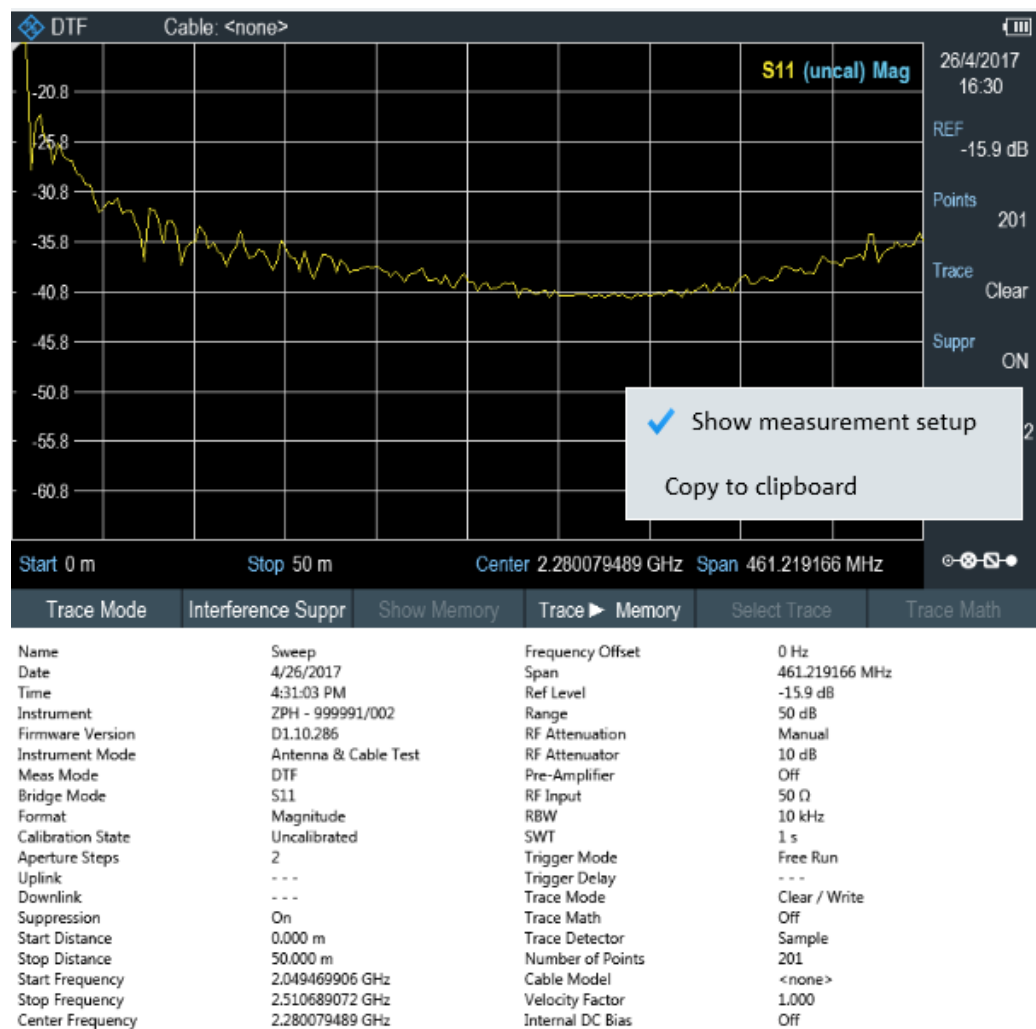 DTF Cable: <none>
S11 (uncal) Mag
26/4/2017
16:30
REF
-15.9 dB
Points
201
Trace
Clear
Suppr
ON
2
-20.8
-25.8
-30.8
-35.8
-40.8
-45.8
-50.8
-55.8
-60.8
Show measurement setup
Copy to clipboard
Start 0 m Stop 50 m Center 2.280079489 GHz Span 461.219166 MHz
Trace Mode Interference Suppr Show Memory Trace ► Memory Select Trace Trace Math
Name Sweep Frequency Offset 0 Hz
Date 4/26/2017 Span 461.219166 MHz
Time 4:31:03 PM Ref Level -15.9 dB
Instrument ZPH - 999991/002 Range 50 dB
Firmware Version D1.10.286 RF Attenuation Manual
Instrument Mode Antenna & Cable Test RF Attenuator 10 dB
Meas Mode DTF Pre-Amplifier Off
Bridge Mode S11 RF Input 50 Ω
Format Magnitude RBW 10 kHz
Calibration State Uncalibrated SWT 1 s
Aperture Steps 2 Trigger Mode Free Run
Uplink - - - Trigger Delay - - -
Downlink - - - Trace Mode Clear / Write
Suppression On Trace Math Off
Start Distance 0.000 m Trace Detector Sample
Stop Distance 50.000 m Number of Points 201
Start Frequency 2.049469906 GHz Cable Model <none>
Stop Frequency 2.510689072 GHz Velocity Factor 1.000
Center Frequency 2.280079489 GHz Internal DC Bias Off